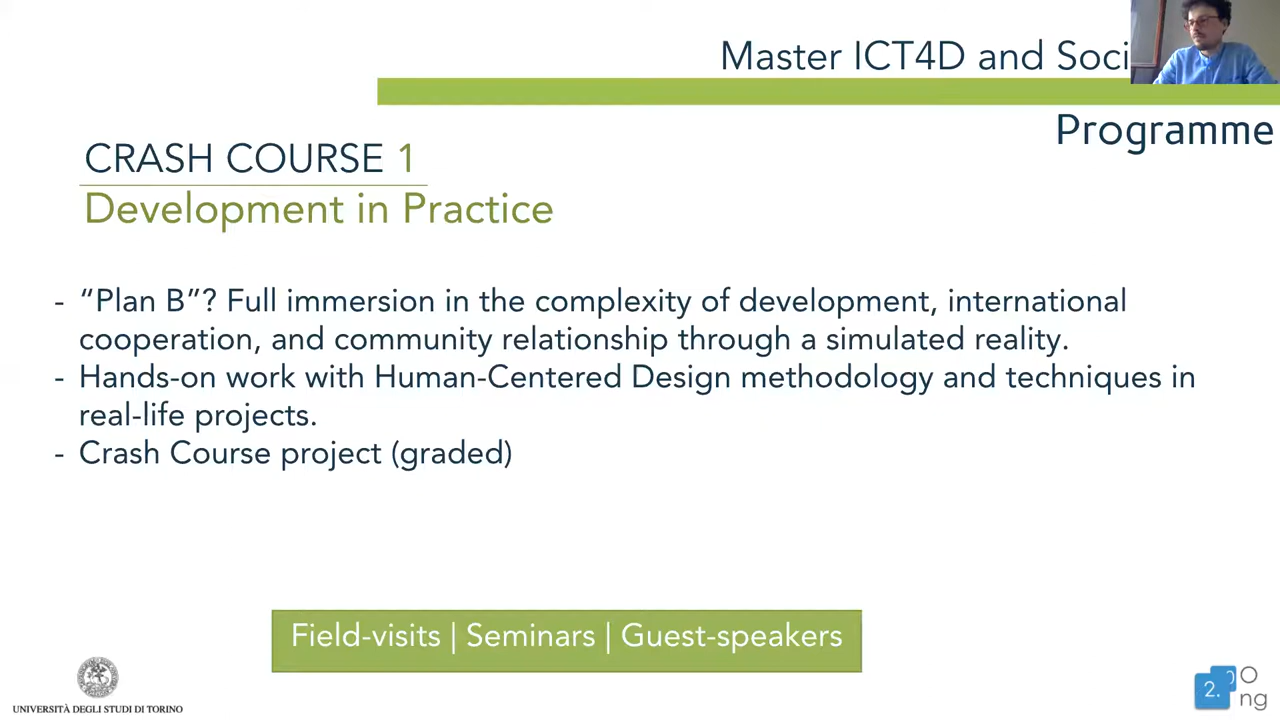 Master ICT4D and Soci
Programme
CRASH COURSE 1
Development in Practice
- “Plan B”? Full immersion in the complexity of development, international
cooperation, and community relationship through a simulated reality.
- Hands-on work with Human-Centered Design methodology and techniques in
real-life projects.
- Crash Course project (graded)
Field-visits | Seminars | Guest-speakers
UNIVERSITÀ DEGLI STUDI DI TORINO
2.
O
ng